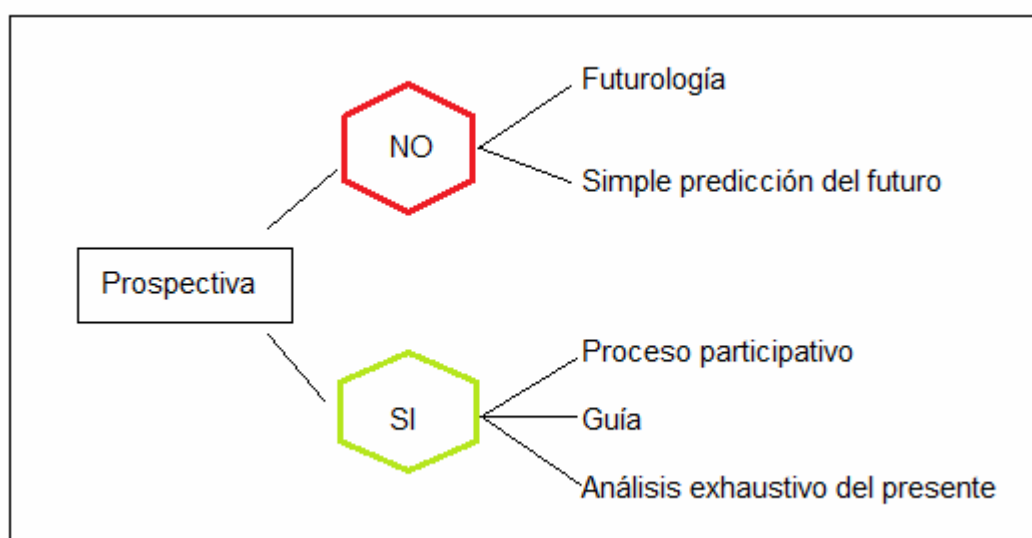 Futurología
NO
Simple predicción del futuro
Prospectiva
Proceso participativo
SI
Guía
Análisis exhaustivo del presente